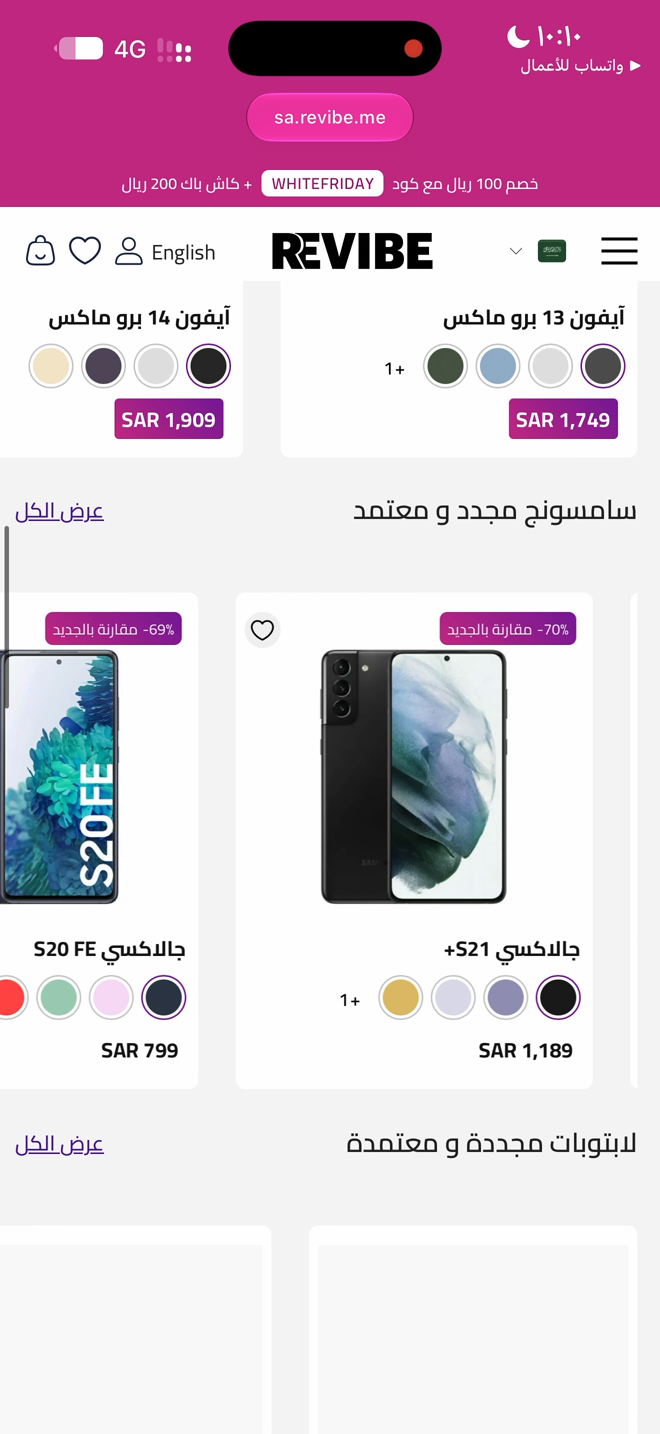 ١٠:١٠
4G
◀ واتساب للأعمال
sa.revibe.me
خصم 100 ريال مع كود WHITEFRIDAY + كاش باك 200 ريال
REVIBE
English
آيفون 13 برو ماكس
+1
SAR 1,749
آيفون 14 برو ماكس
SAR 1,909
سامسونج مجدد و معتمد
عرض الكل
-70% مقارنة بالجديد
جالاكسي S21+
+1
SAR 1,189
-69% مقارنة بالجديد
S20 FE
جالاكسي S20 FE
SAR 799
لابتوبات مجددة و معتمدة
عرض الكل